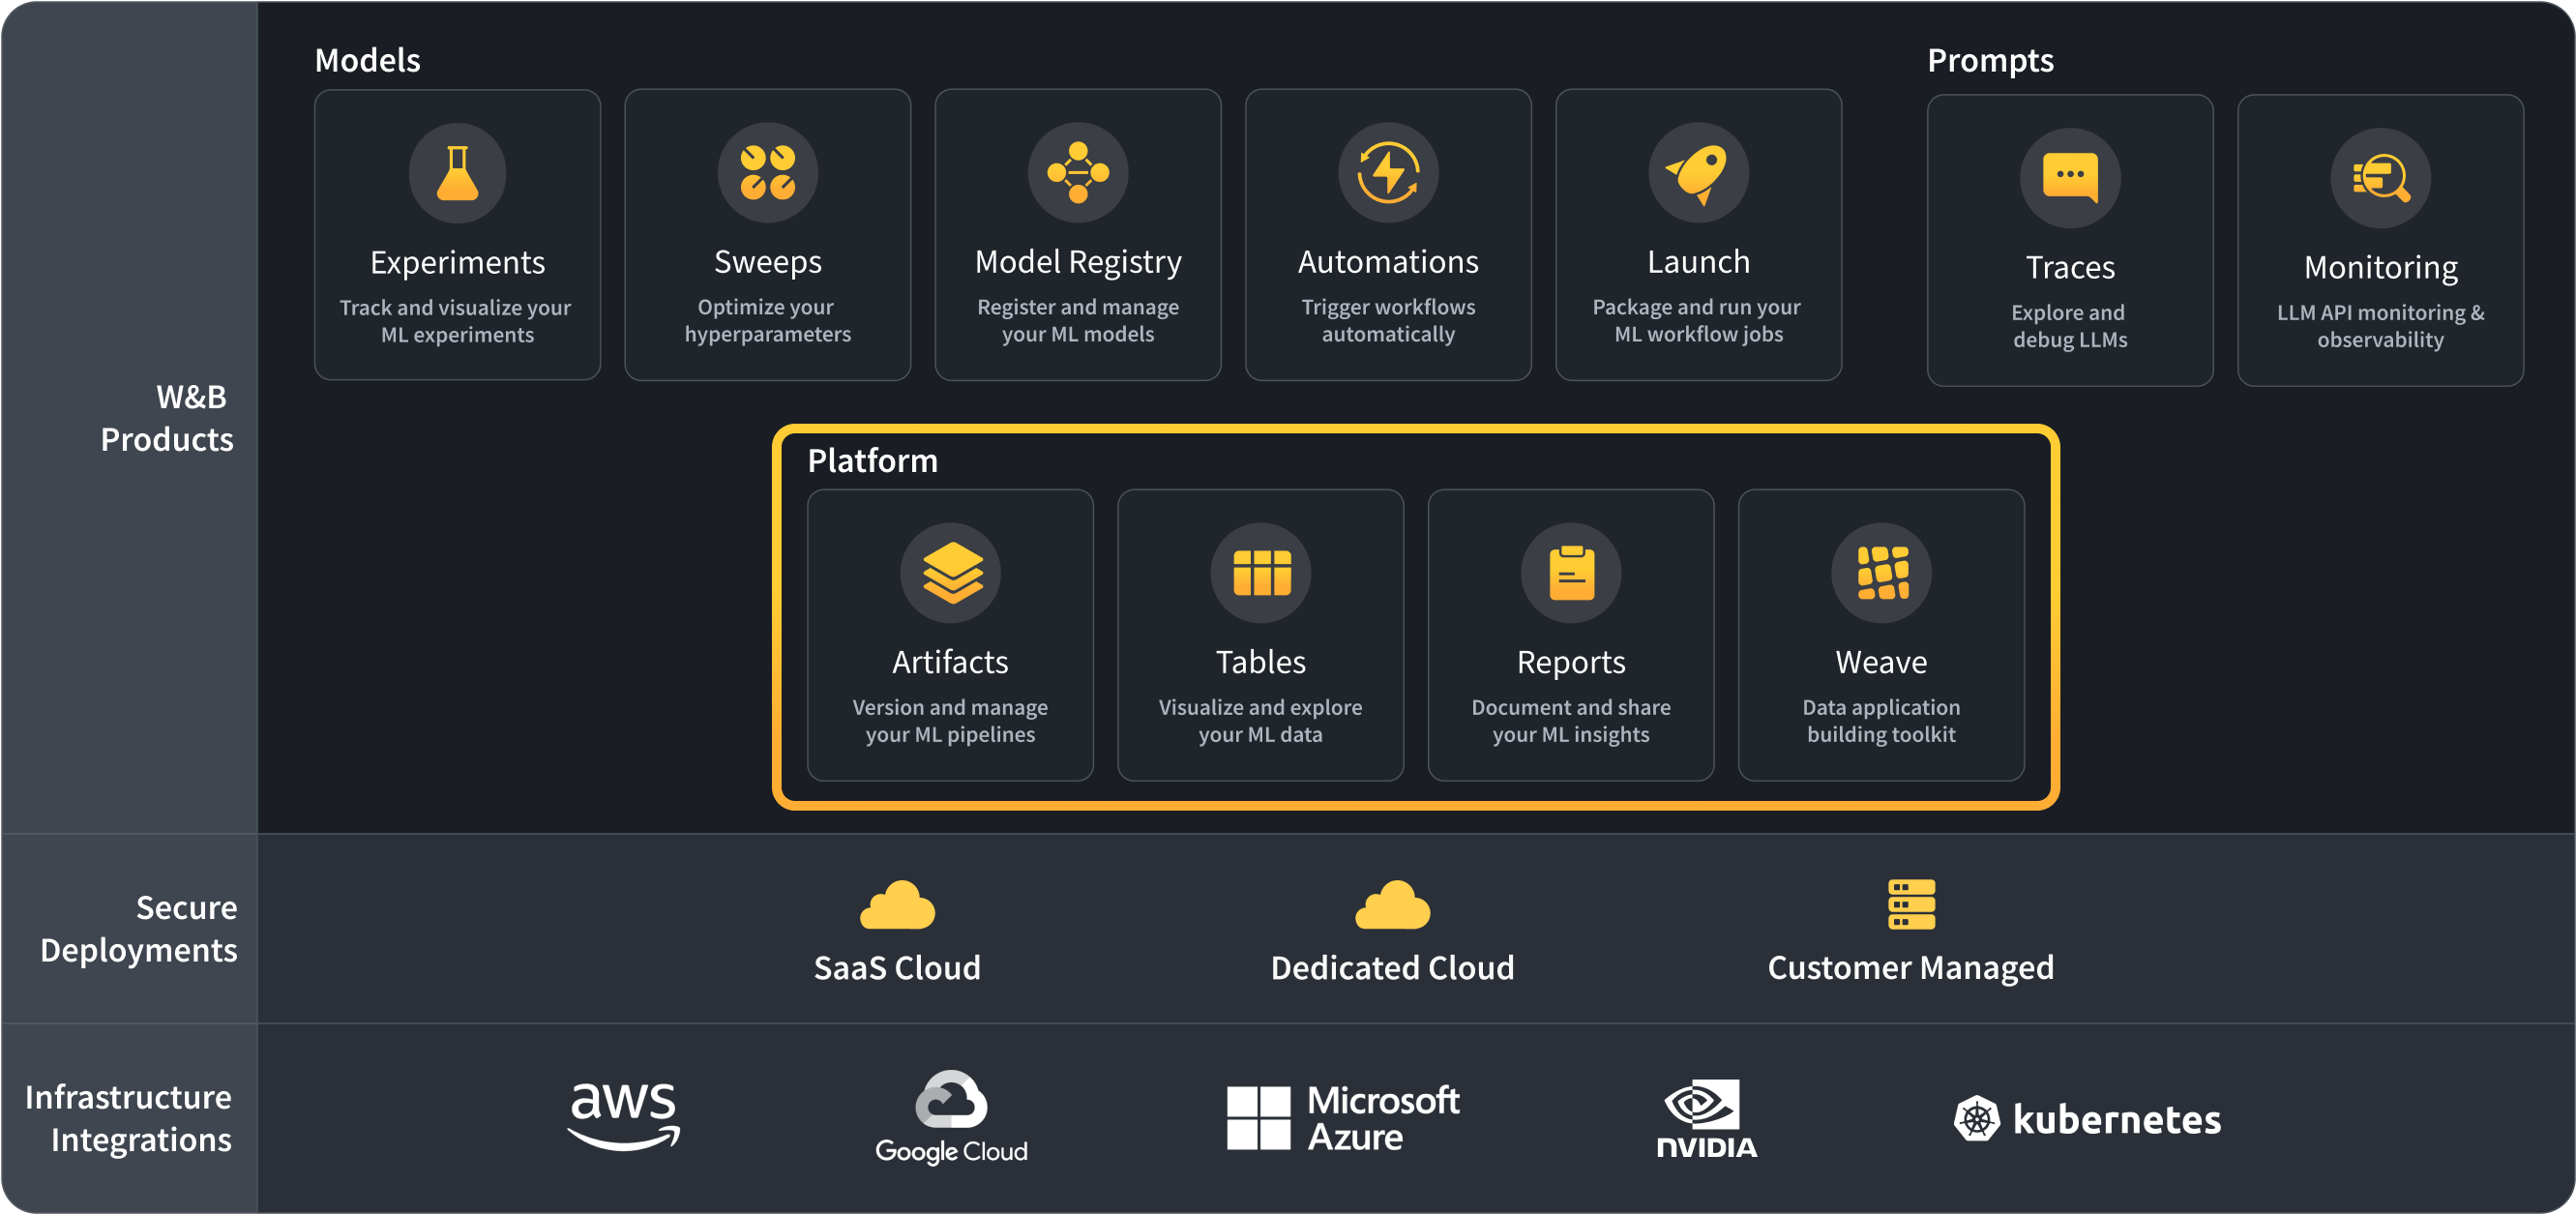 Models
Prompts
Experiments
Track and visualize your
ML experiments
Sweeps
Optimize your
hyperparameters
Model Registry
Register and manage
your ML models
Automations
Trigger workflows
automatically
Launch
Package and run your
ML workflow jobs
Traces
Explore and
debug LLMs
Monitoring
LLM API monitoring &
observability
W&B
Products
Platform
Artifacts
Version and manage
your ML pipelines
Tables
Visualize and explore
your ML data
Reports
Document and share
your ML insights
Weave
Data application
building toolkit
Secure
Deployments
SaaS Cloud
Dedicated Cloud
Customer Managed
Infrastructure
Integrations
aws
Google Cloud
Microsoft
Azure
NVIDIA
kubernetes